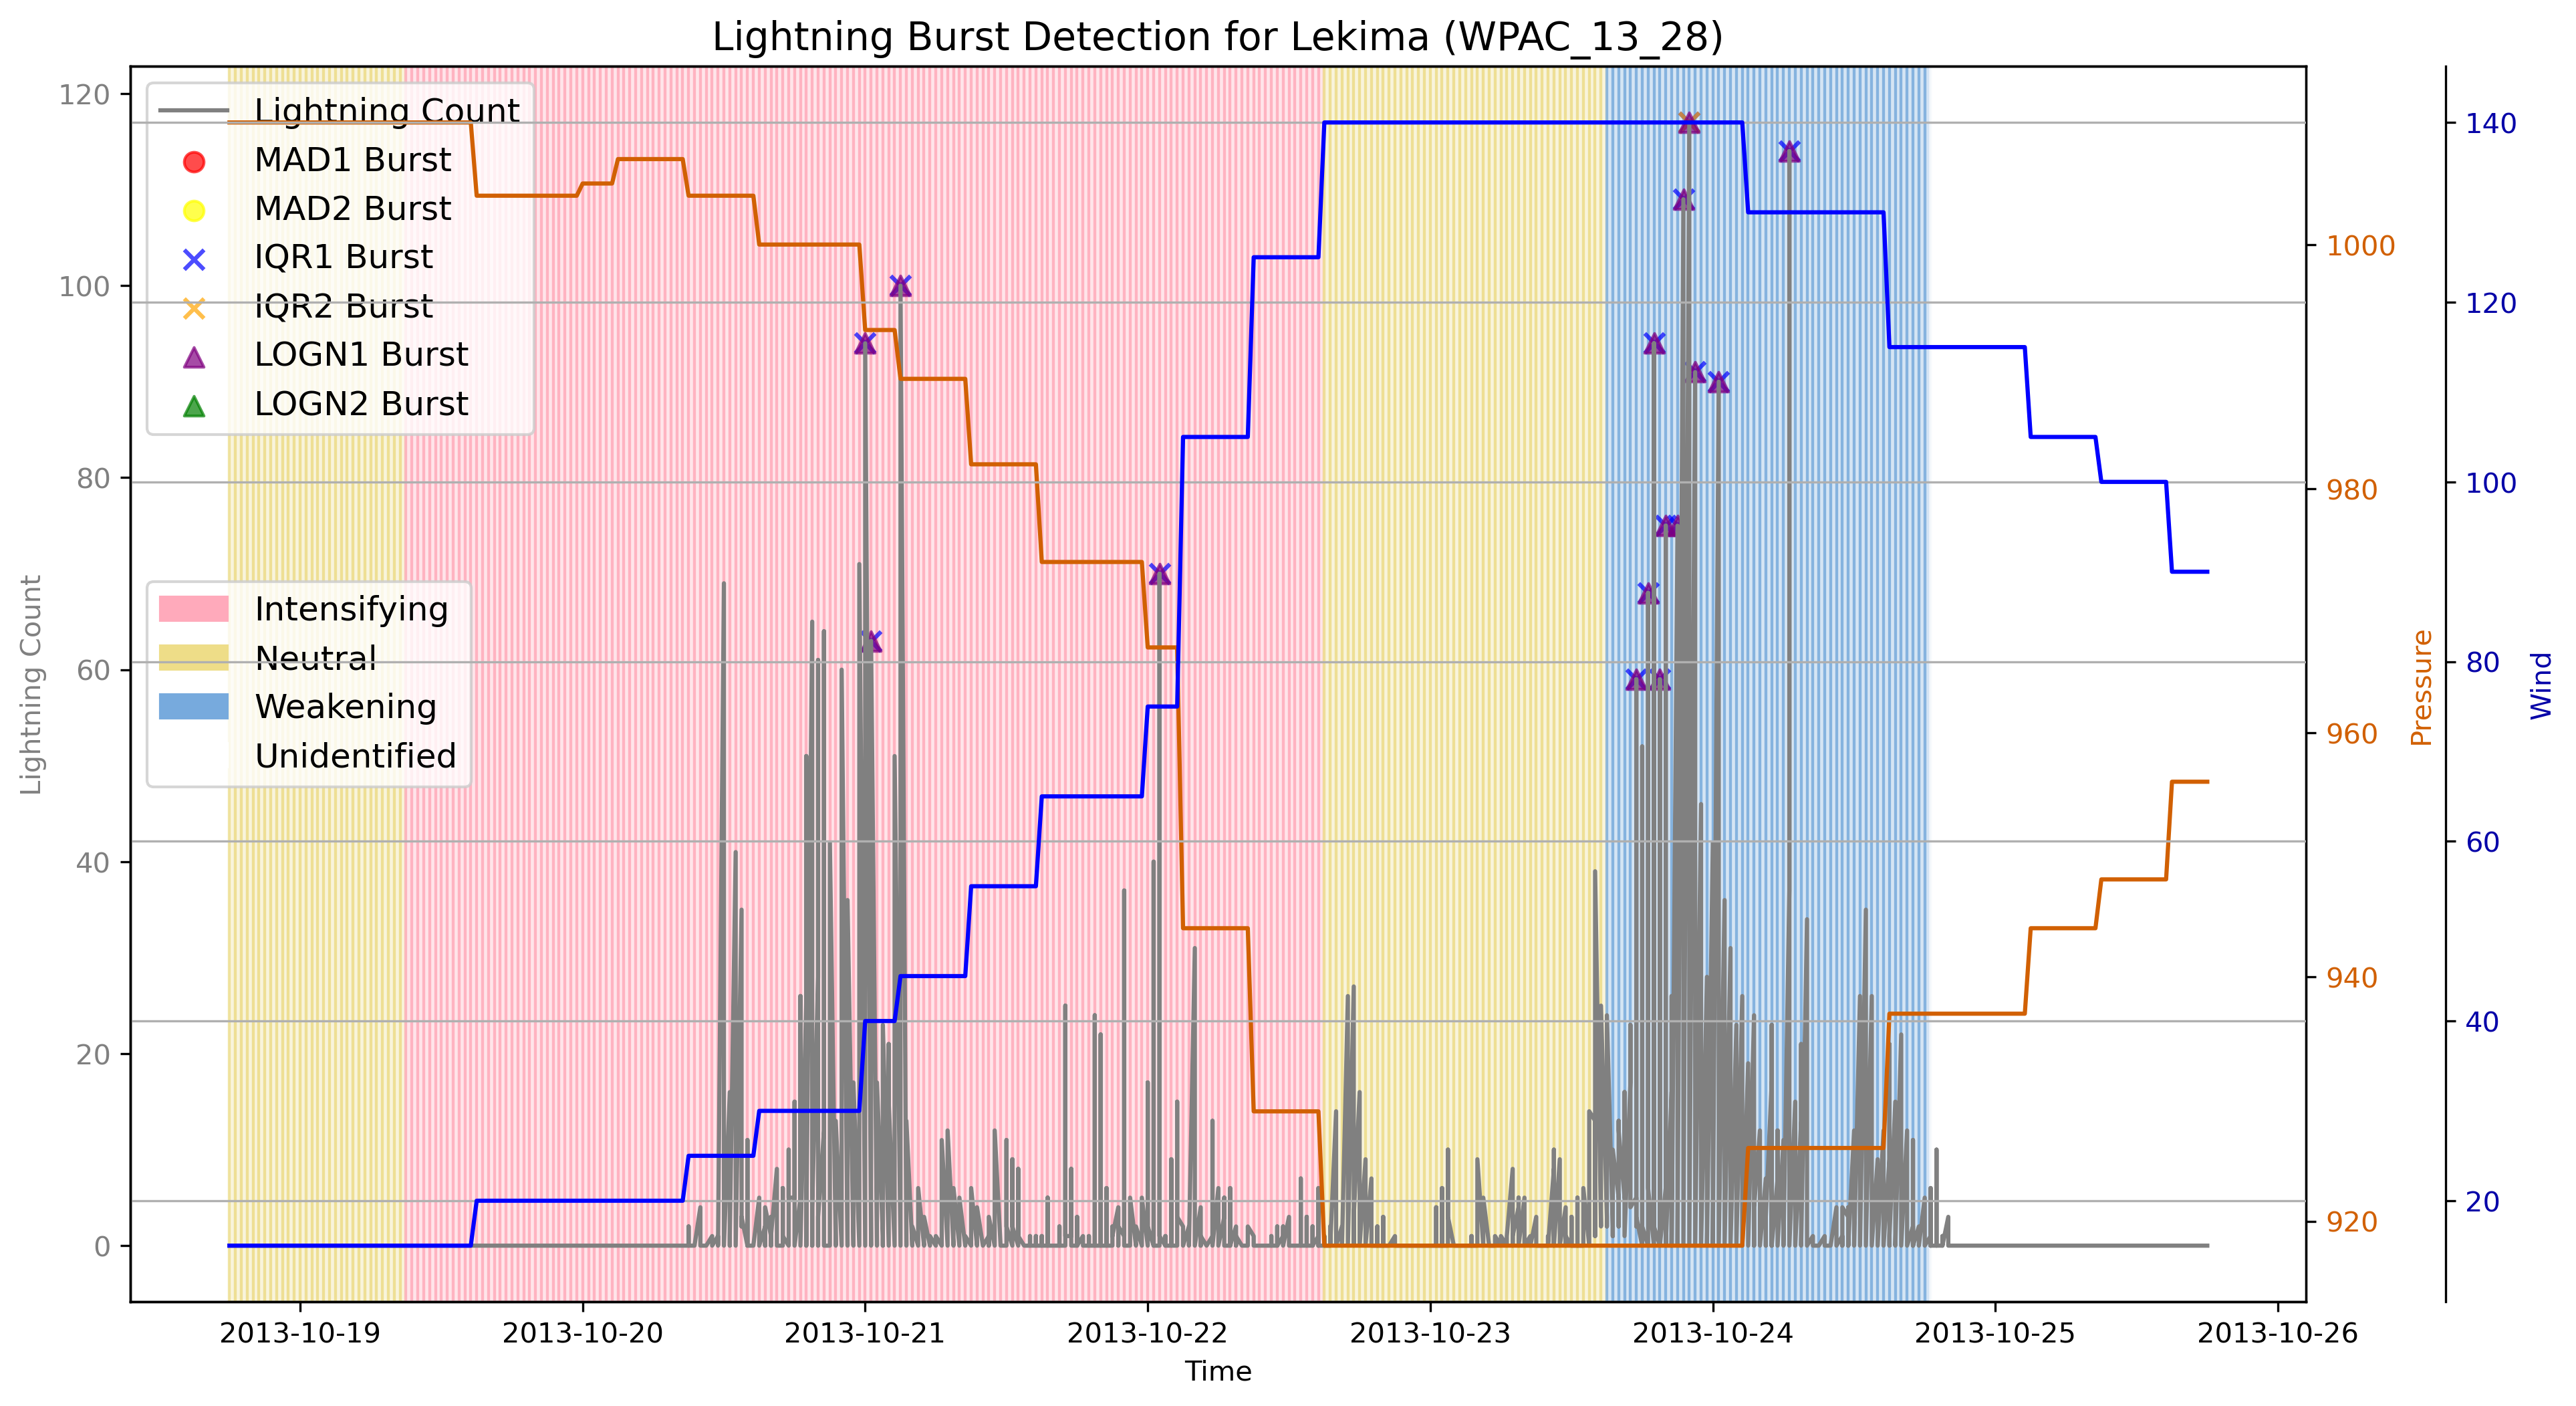 Lightning Burst Detection for Lekima (WPAC_13_28)
Lightning Count
MAD1 Burst
MAD2 Burst
IQR1 Burst
IQR2 Burst
LOGN1 Burst
LOGN2 Burst
Intensifying
Neutral
Weakening
Unidentified
120
100
80
60
40
20
0
Lightning Count
1000
980
960
940
920
Pressure
140
120
100
80
60
40
20
Wind
2013-10-19
2013-10-20
2013-10-21
2013-10-22
2013-10-23
2013-10-24
2013-10-25
2013-10-26
Time